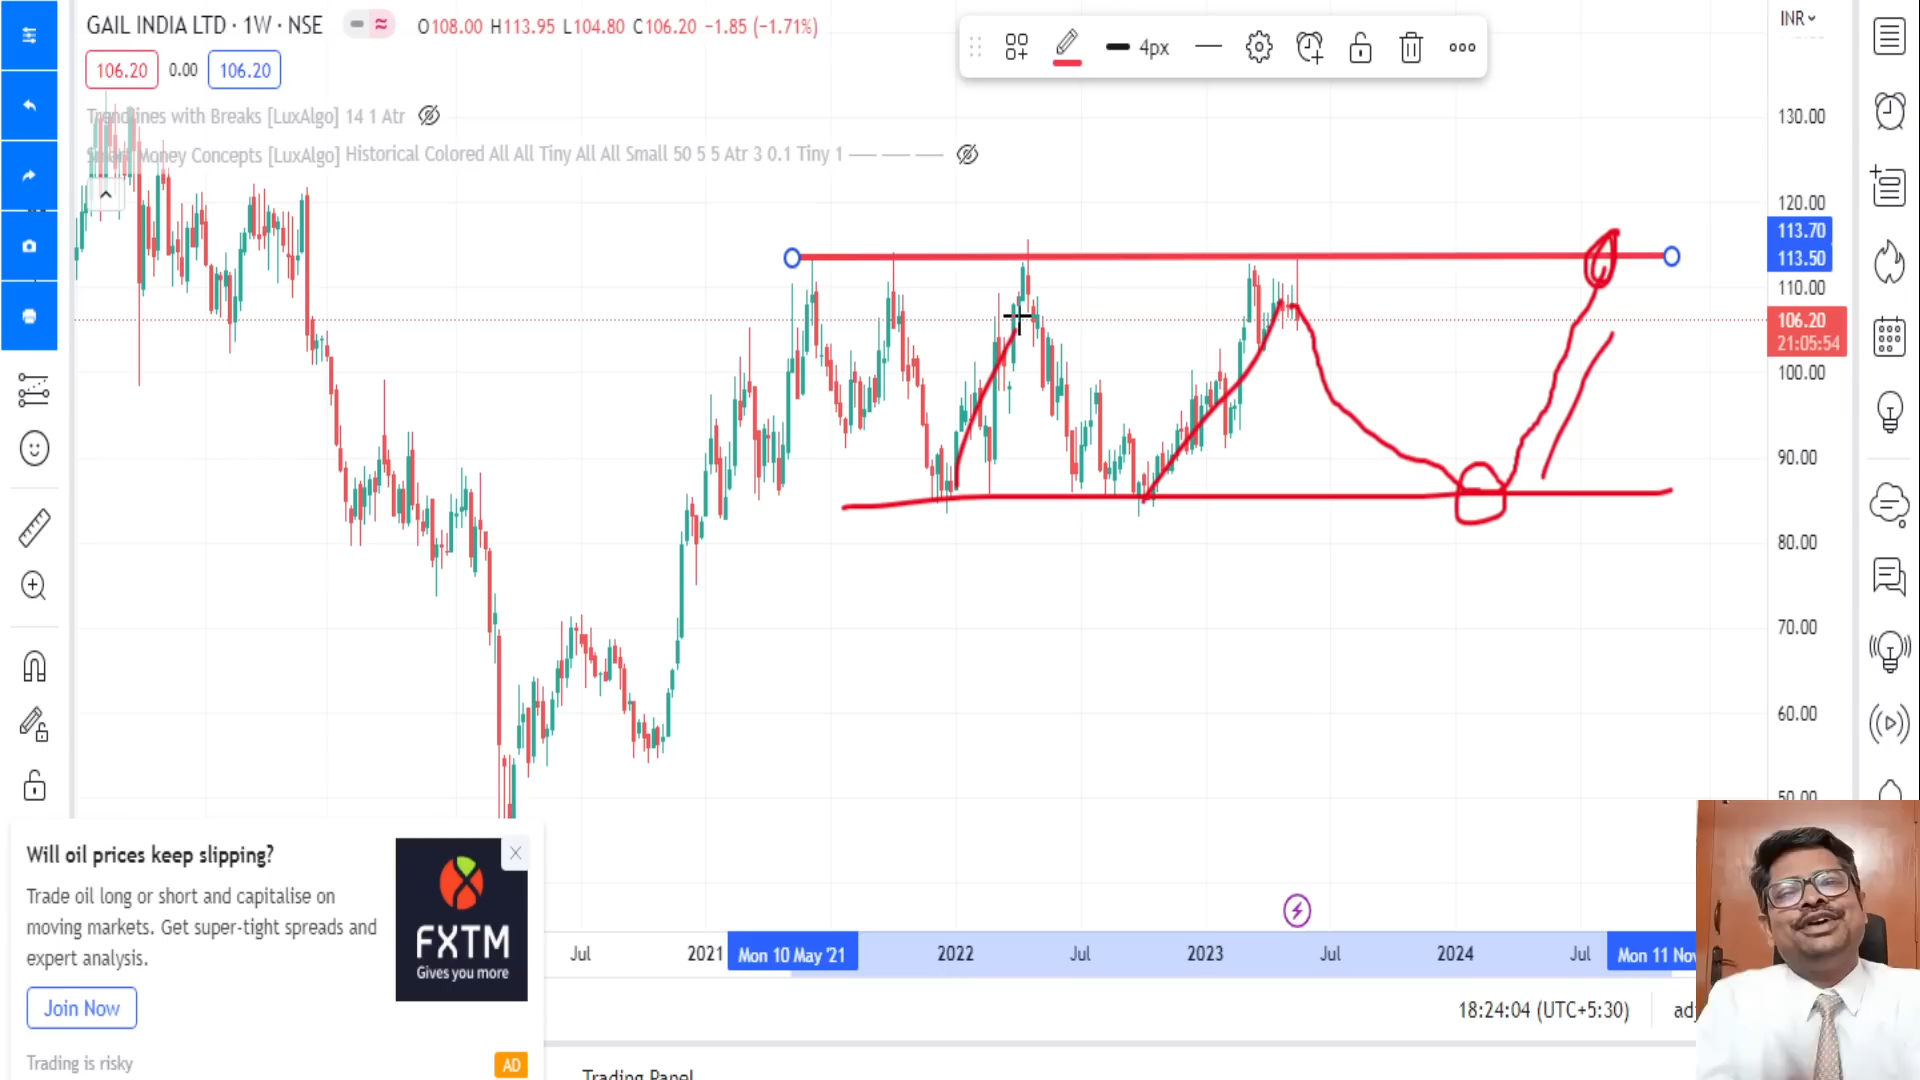 GAIL INDIA LTD · 1W · NSE
O108.00 H113.95 L104.80 C106.20 −1.85 (−1.71%)
4px
INR
106.20 0.00 106.20
Trendlines with Breaks [LuxAlgo] 14 1 Atr
Money Concepts [LuxAlgo] Historical Colored All All Tiny All All Small 50 5 5 Atr 3 0.1 Tiny 1
130.00
120.00
113.70
113.50
110.00
106.20
21:05:54
100.00
90.00
80.00
70.00
60.00
50.00
Will oil prices keep slipping?
Trade oil long or short and capitalise on
moving markets. Get super-tight spreads and
expert analysis.
Join Now
Trading is risky
AD
FXTM
Gives you more
Jul 2021 Mon 10 May '21 2022 Jul 2023 Jul 2024 Jul Mon 11 Nov
18:24:04 (UTC+5:30)
Trading Panel